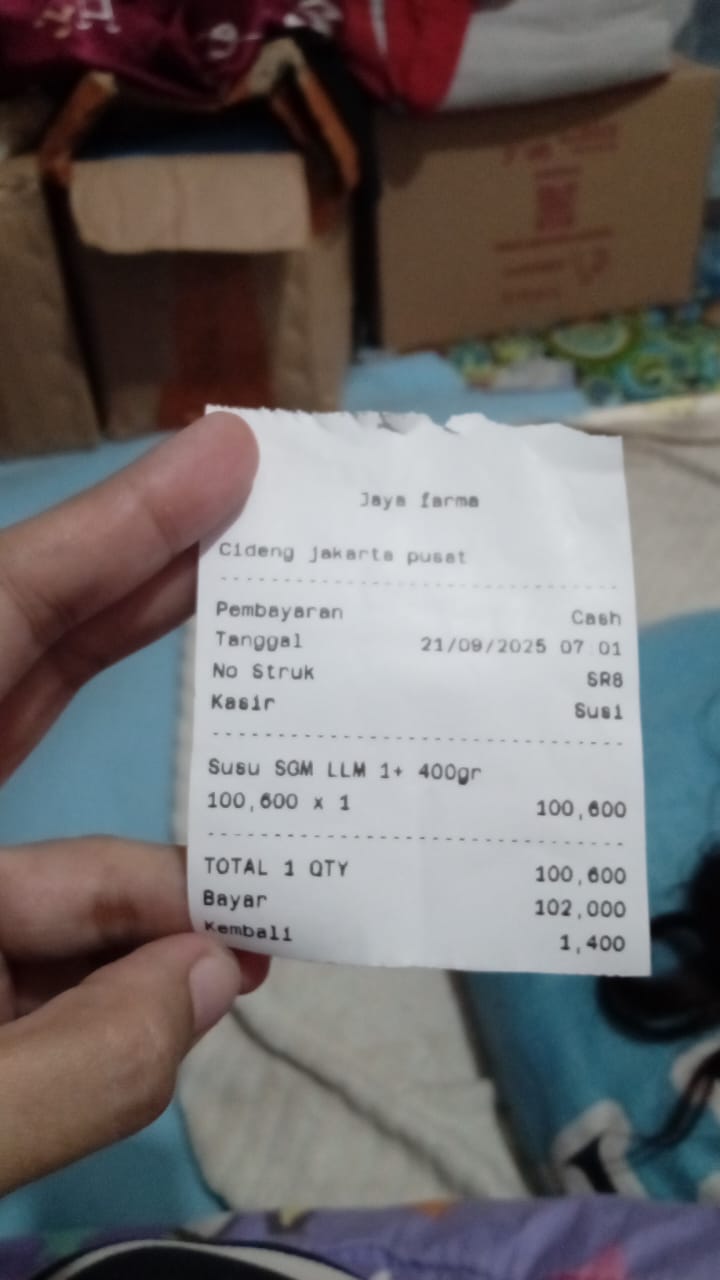 Jaya farma
Cideng jakarta pusat
Pembayaran Cash
Tanggal 21/09/2025 07:01
No Struk SR8
Kasir Susi
Susu SGM LLM 1+ 400gr
100,600 x 1 100,600
TOTAL 1 QTY 100,600
Bayar 102,000
Kembali 1,400